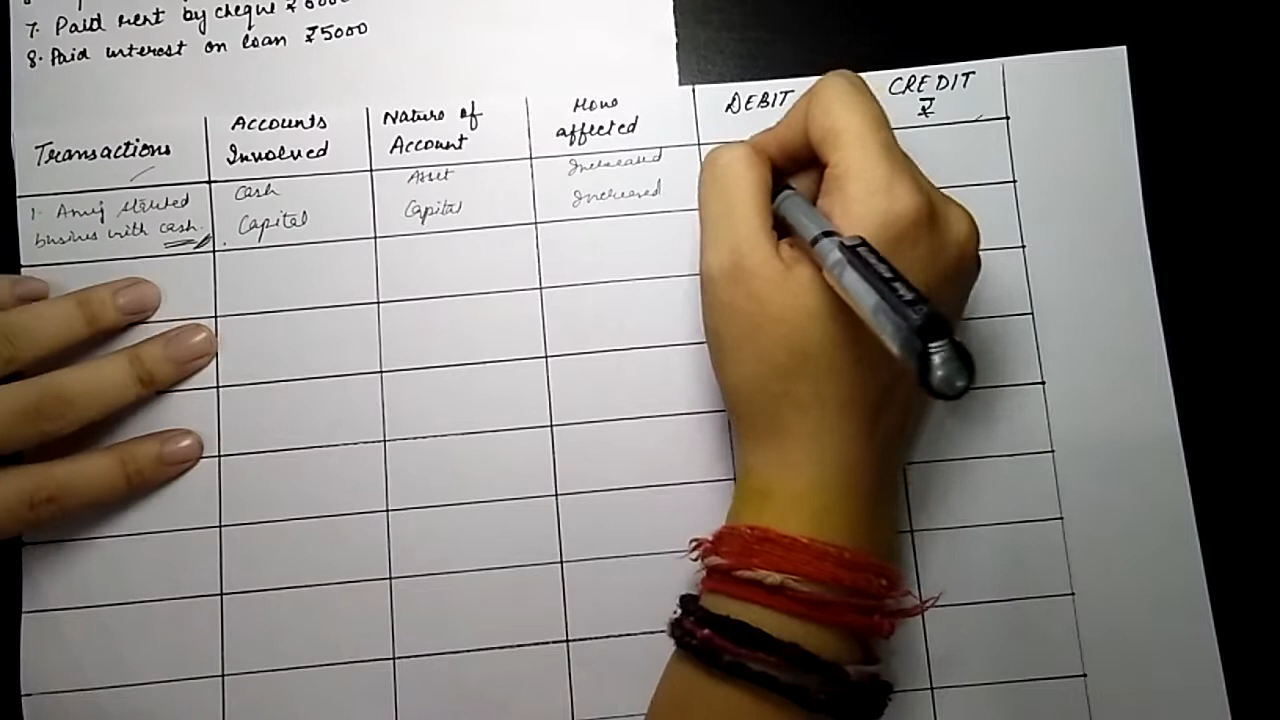 7. Paid rent by cheque ₹
8. Paid interest on loan ₹5000
Transactions
Accounts
Involved
Nature of
Account
How
affected
DEBIT
CREDIT
₹
1. Anuj started
busines with cash.
Cash
Capital
Asset
Capital
Increased
Increased